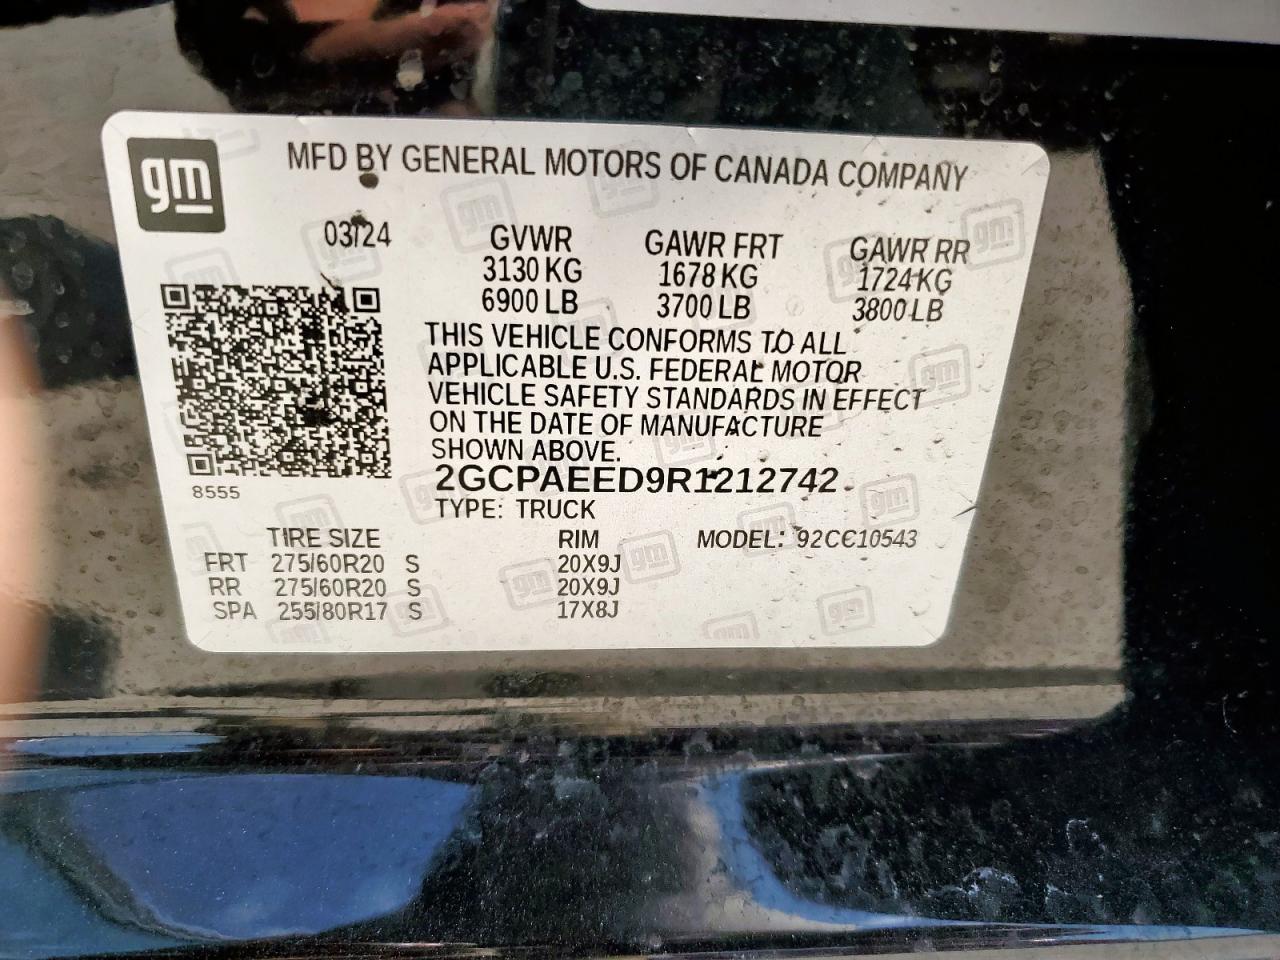 gm
MFD BY GENERAL MOTORS OF CANADA COMPANY
03/24 GVWR GAWR FRT GAWR RR
3130 KG 1678 KG 1724 KG
6900 LB 3700 LB 3800 LB
THIS VEHICLE CONFORMS TO ALL
APPLICABLE U.S. FEDERAL MOTOR
VEHICLE SAFETY STANDARDS IN EFFECT
ON THE DATE OF MANUFACTURE
SHOWN ABOVE.
8555
2GCPAEED9R1212742
TYPE: TRUCK
TIRE SIZE RIM MODEL: 92CC10543
FRT 275/60R20 S 20X9J
RR 275/60R20 S 20X9J
SPA 255/80R17 S 17X8J